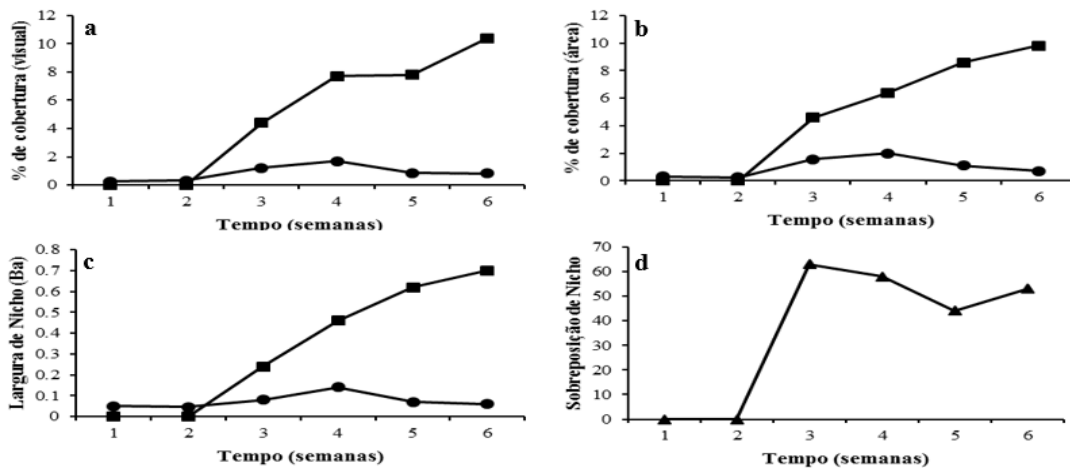 a
% de cobertura (visual)
12
10
8
6
4
2
0
1 2 3 4 5 6
Tempo (semanas)
b
% de cobertura (área)
12
10
8
6
4
2
0
1 2 3 4 5 6
Tempo (semanas)
c
Largura de Nicho (Ba)
0.8
0.7
0.6
0.5
0.4
0.3
0.2
0.1
0
1 2 3 4 5 6
Tempo (semanas)
d
Sobreposição de Nicho
70
60
50
40
30
20
10
0
1 2 3 4 5 6
Tempo (semanas)